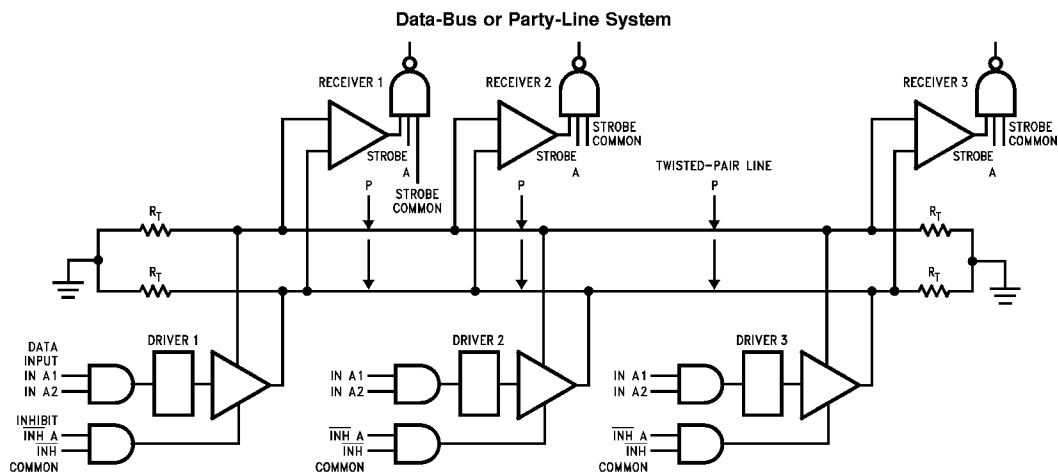 Data-Bus or Party-Line System
RECEIVER 1
RECEIVER 2
RECEIVER 3
STROBE
A
STROBE
COMMON
STROBE
A
STROBE
COMMON
STROBE
A
STROBE
COMMON
TWISTED-PAIR LINE
P
P
P
RT
RT
RT
RT
DATA
INPUT
IN A1
IN A2
DRIVER 1
INHIBIT
INH A
INH
COMMON
IN A1
IN A2
DRIVER 2
INH A
INH
COMMON
IN A1
IN A2
DRIVER 3
INH A
INH
COMMON